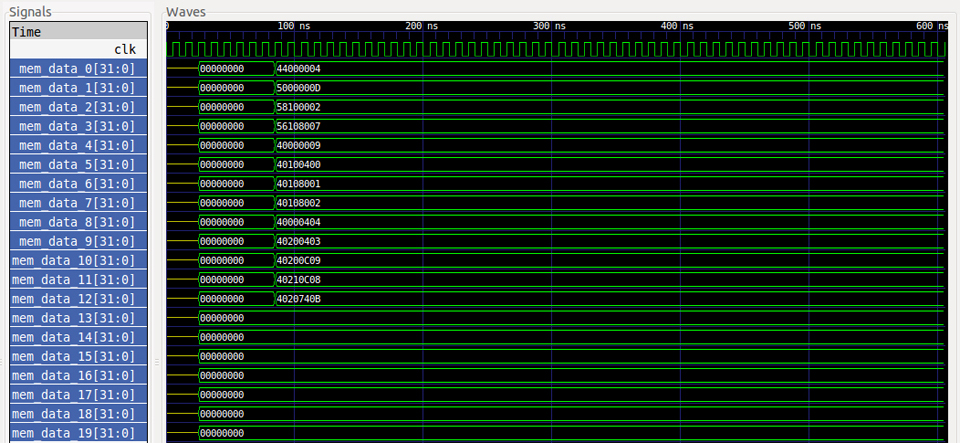 Signals Waves
Time 0 100 ns 200 ns 300 ns 400 ns 500 ns 600 ns
clk
mem_data_0[31:0] 00000000 44000004
mem_data_1[31:0] 00000000 5000000D
mem_data_2[31:0] 00000000 58100002
mem_data_3[31:0] 00000000 56108007
mem_data_4[31:0] 00000000 40000009
mem_data_5[31:0] 00000000 40100400
mem_data_6[31:0] 00000000 40108001
mem_data_7[31:0] 00000000 40108002
mem_data_8[31:0] 00000000 40000404
mem_data_9[31:0] 00000000 40200403
mem_data_10[31:0] 00000000 40200C09
mem_data_11[31:0] 00000000 40210C08
mem_data_12[31:0] 00000000 4020740B
mem_data_13[31:0] 00000000
mem_data_14[31:0] 00000000
mem_data_15[31:0] 00000000
mem_data_16[31:0] 00000000
mem_data_17[31:0] 00000000
mem_data_18[31:0] 00000000
mem_data_19[31:0] 00000000